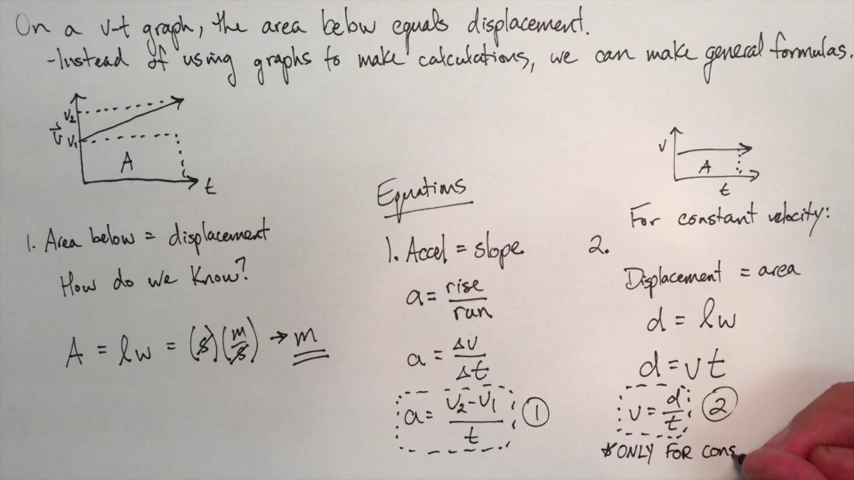 On a v-t graph, the area below equals displacement.
-Instead of using graphs to make calculations, we can make general formulas.
v⃗
v₂
v₁
A
t
1. Area below = displacement
How do we know?
A = lw = (s)(m/s) → m
Equations
1. Accel = slope
a = rise/run
a = Δv/Δt
a = (v₂-v₁)/t ①
v
A
t
For constant velocity:
2.
Displacement = area
d = lw
d = vt
v = d/t ②
*ONLY FOR CONS